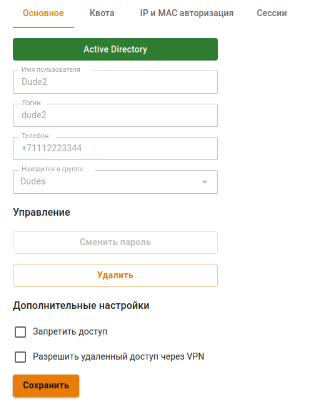 Основное Квота IP и MAC авторизация Сессии
Active Directory
Имя пользователя
Dude2
Логин
dude2
Телефон
+71112223344
Находится в группе
Dudes
Управление
Сменить пароль
Удалить
Дополнительные настройки
Запретить доступ
Разрешить удаленный доступ через VPN
Сохранить